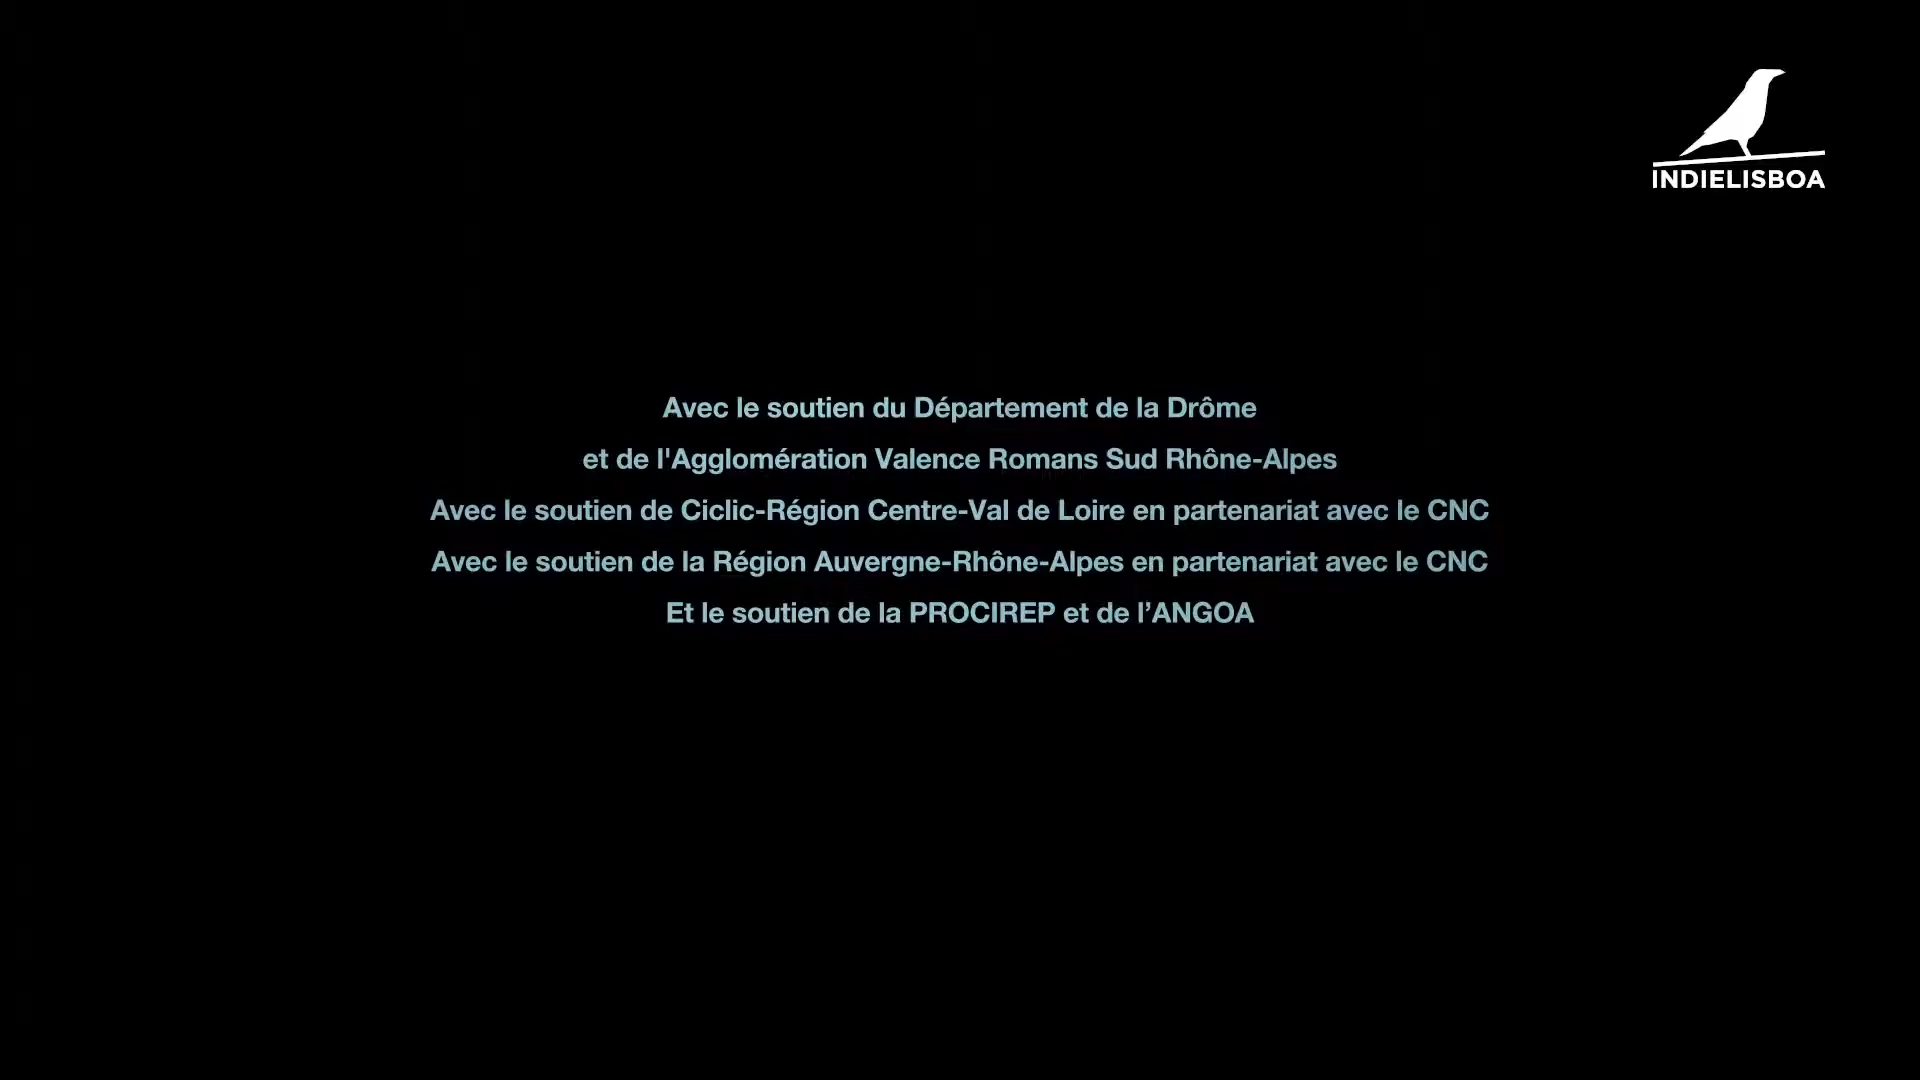 INDIELISBOA
Avec le soutien du Département de la Drôme
et de l'Agglomération Valence Romans Sud Rhône-Alpes
Avec le soutien de Ciclic-Région Centre-Val de Loire en partenariat avec le CNC
Avec le soutien de la Région Auvergne-Rhône-Alpes en partenariat avec le CNC
Et le soutien de la PROCIREP et de l’ANGOA